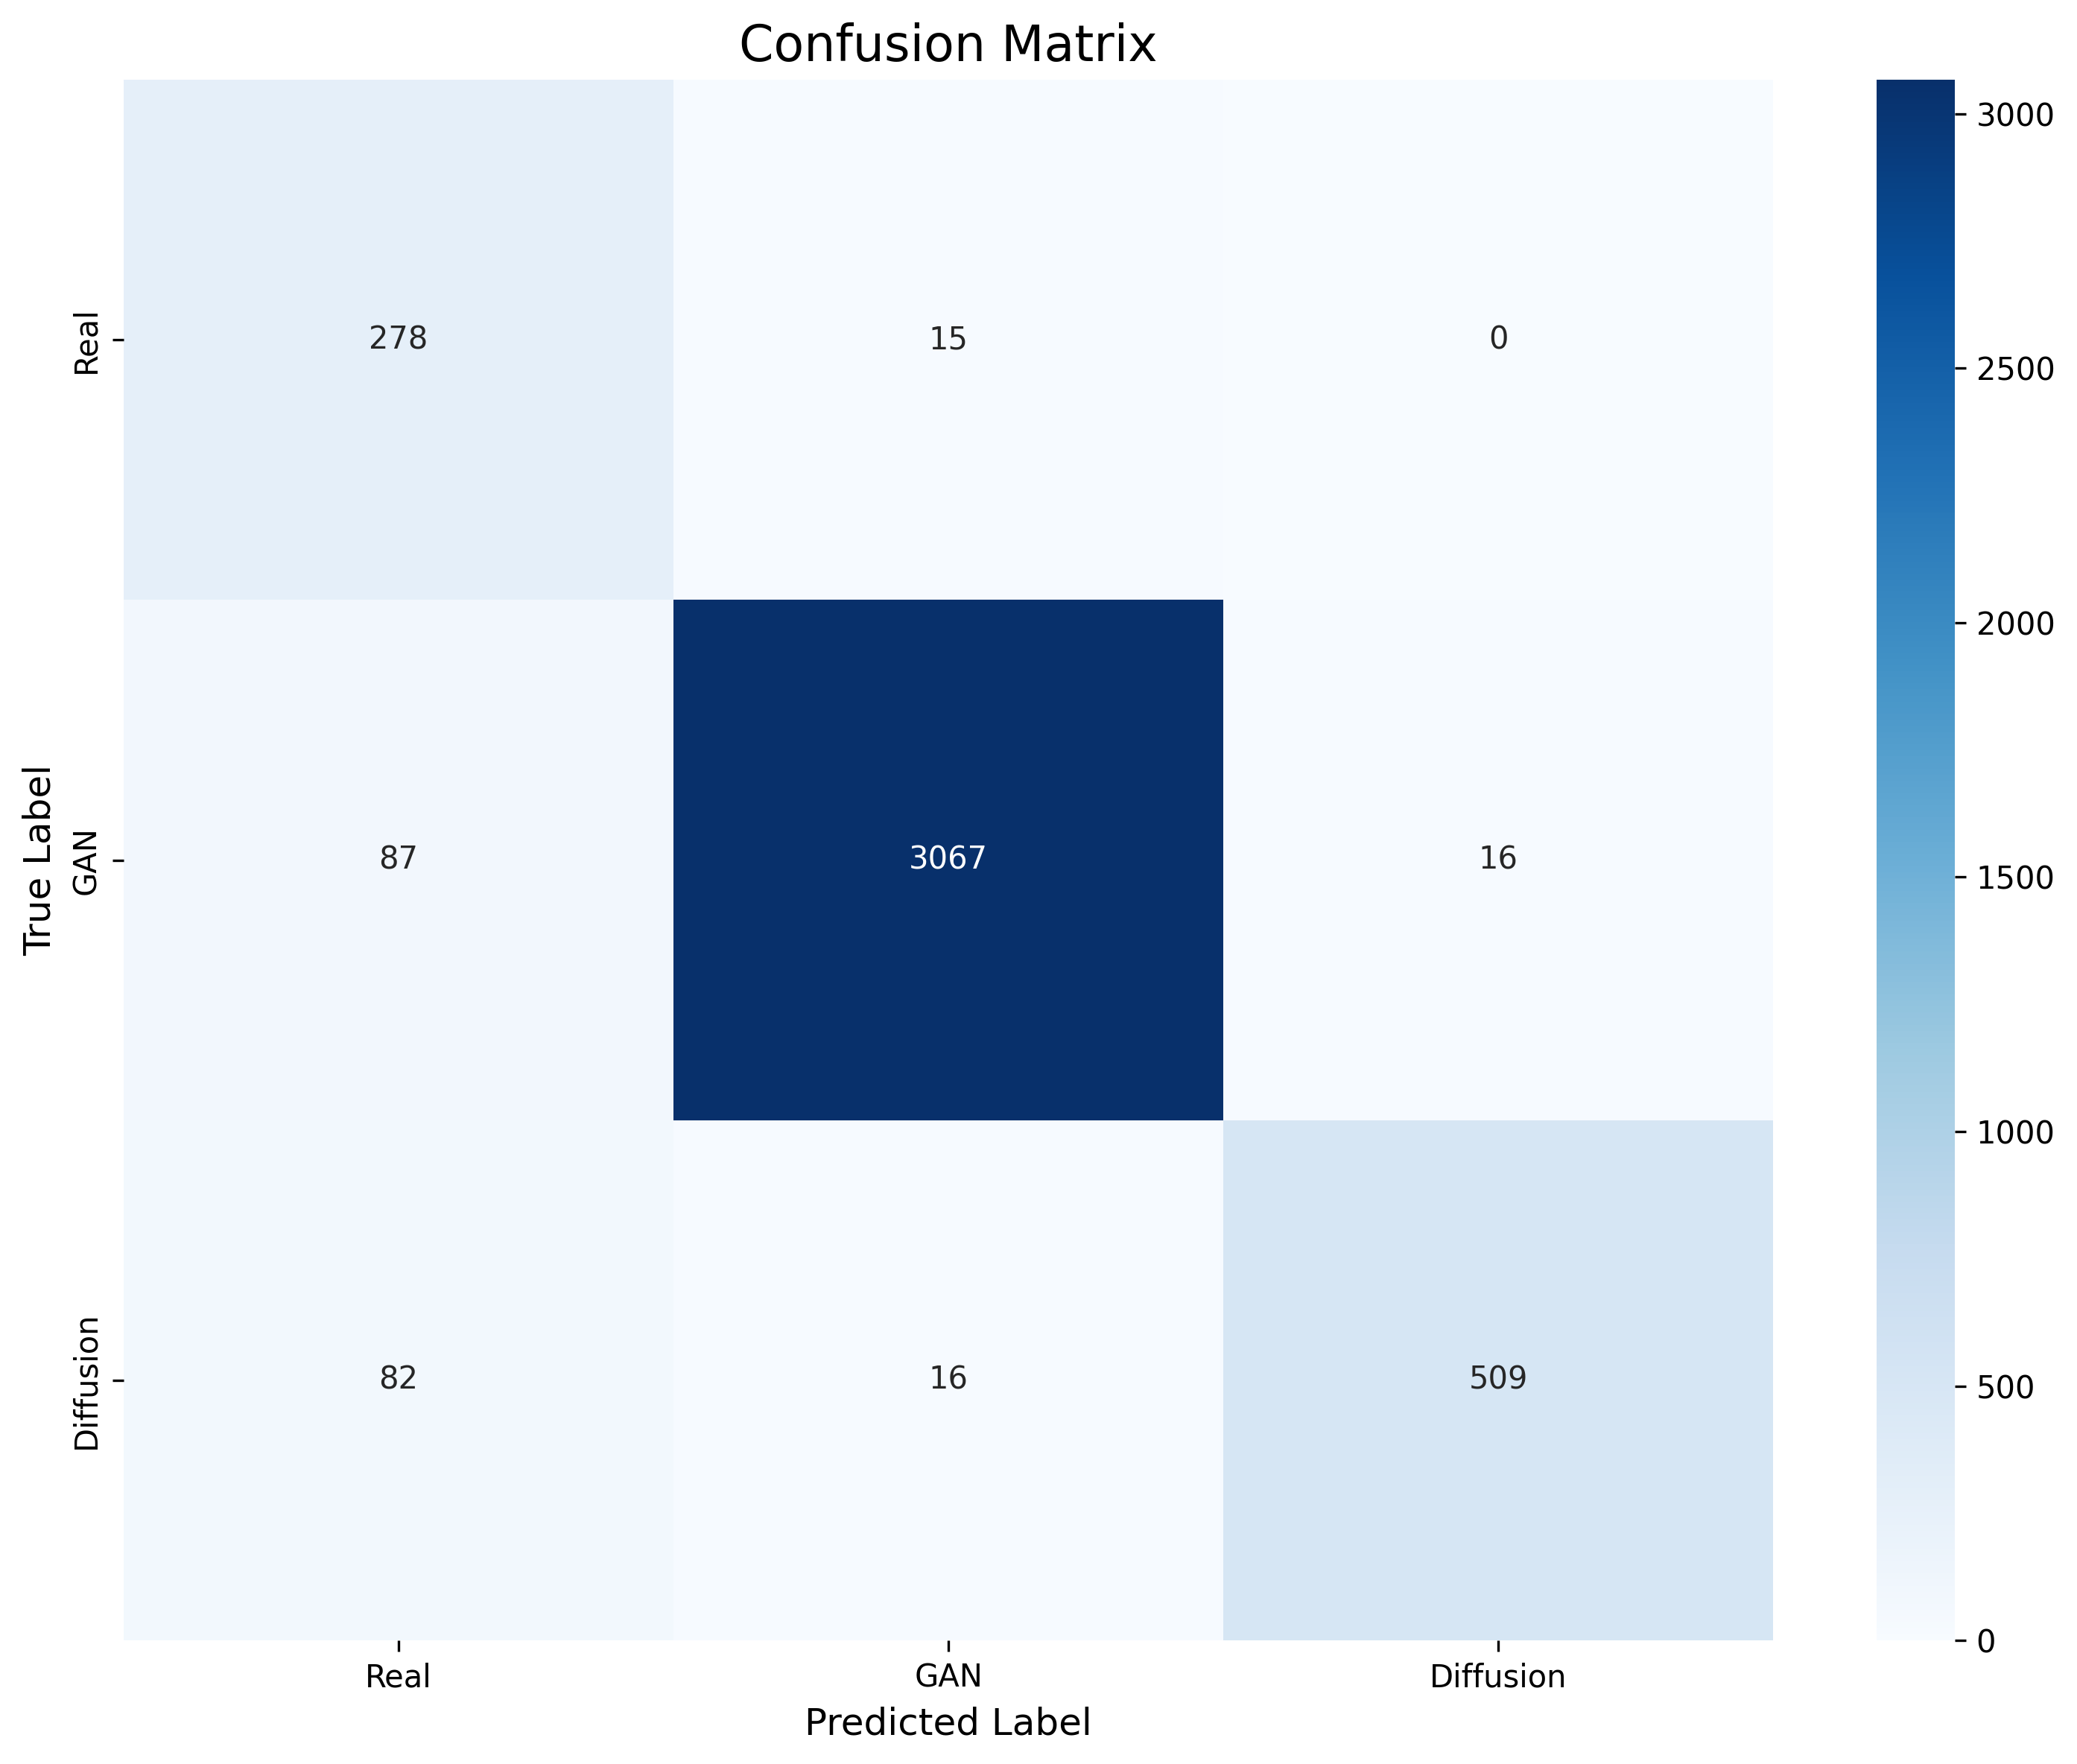 Confusion Matrix
True Label
Real
278
15
0
GAN
87
3067
16
Diffusion
82
16
509
Real
GAN
Diffusion
Predicted Label
3000
2500
2000
1500
1000
500
0